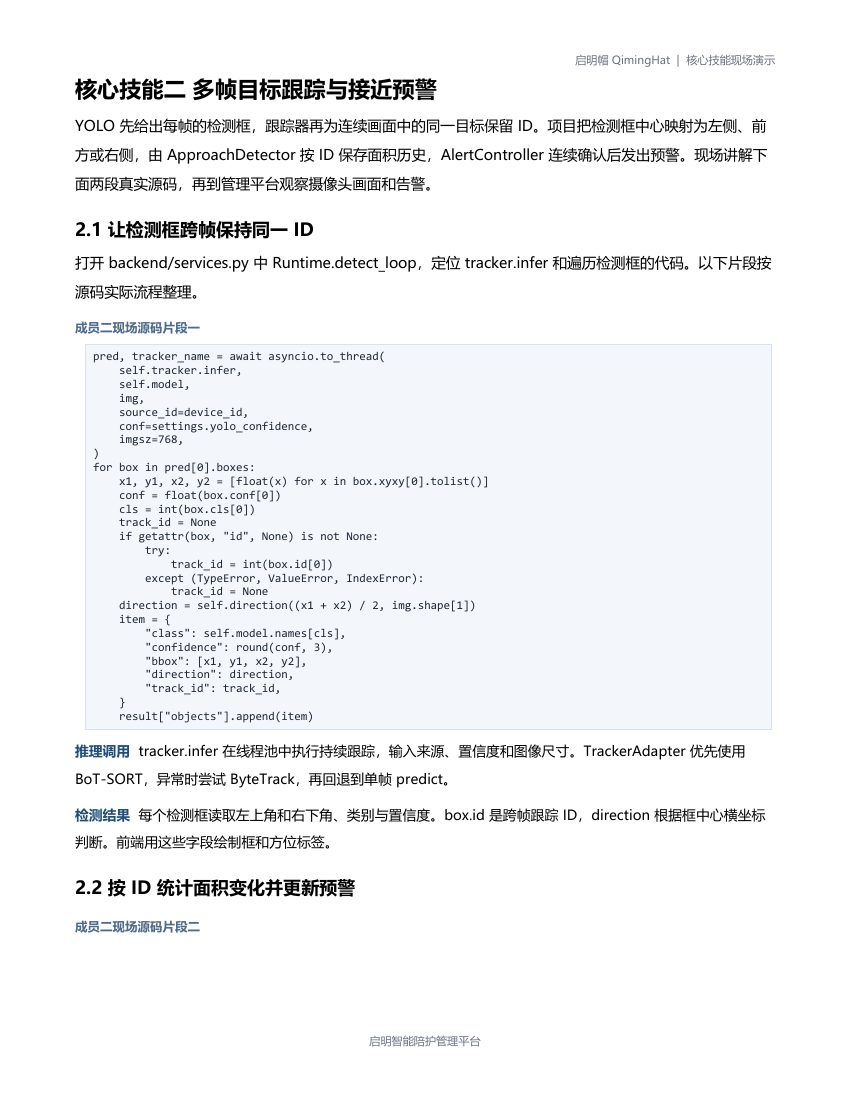 启明帽 QimingHat | 核心技能现场演示
核心技能二 多帧目标跟踪与接近预警
YOLO 先给出每帧的检测框，跟踪器再为连续画面中的同一目标保留 ID。项目把检测框中心映射为左侧、前
方或右侧，由 ApproachDetector 按 ID 保存面积历史，AlertController 连续确认后发出预警。现场讲解下
面两段真实源码，再到管理平台观察摄像头画面和告警。
2.1 让检测框跨帧保持同一 ID
打开 backend/services.py 中 Runtime.detect_loop，定位 tracker.infer 和遍历检测框的代码。以下片段按
源码实际流程整理。
成员二现场源码片段一
pred, tracker_name = await asyncio.to_thread(
    self.tracker.infer,
    self.model,
    img,
    source_id=device_id,
    conf=settings.yolo_confidence,
    imgsz=768,
)
for box in pred[0].boxes:
    x1, y1, x2, y2 = [float(x) for x in box.xyxy[0].tolist()]
    conf = float(box.conf[0])
    cls = int(box.cls[0])
    track_id = None
    if getattr(box, "id", None) is not None:
        try:
            track_id = int(box.id[0])
        except (TypeError, ValueError, IndexError):
            track_id = None
    direction = self.direction((x1 + x2) / 2, img.shape[1])
    item = {
        "class": self.model.names[cls],
        "confidence": round(conf, 3),
        "bbox": [x1, y1, x2, y2],
        "direction": direction,
        "track_id": track_id,
    }
    result["objects"].append(item)
推理调用 tracker.infer 在线程池中执行持续跟踪，输入来源、置信度和图像尺寸。TrackerAdapter 优先使用
BoT-SORT，异常时尝试 ByteTrack，再回退到单帧 predict。
检测结果 每个检测框读取左上角和右下角、类别与置信度。box.id 是跨帧跟踪 ID，direction 根据框中心横坐标
判断。前端用这些字段绘制框和方位标签。
2.2 按 ID 统计面积变化并更新预警
成员二现场源码片段二
启明智能陪护管理平台